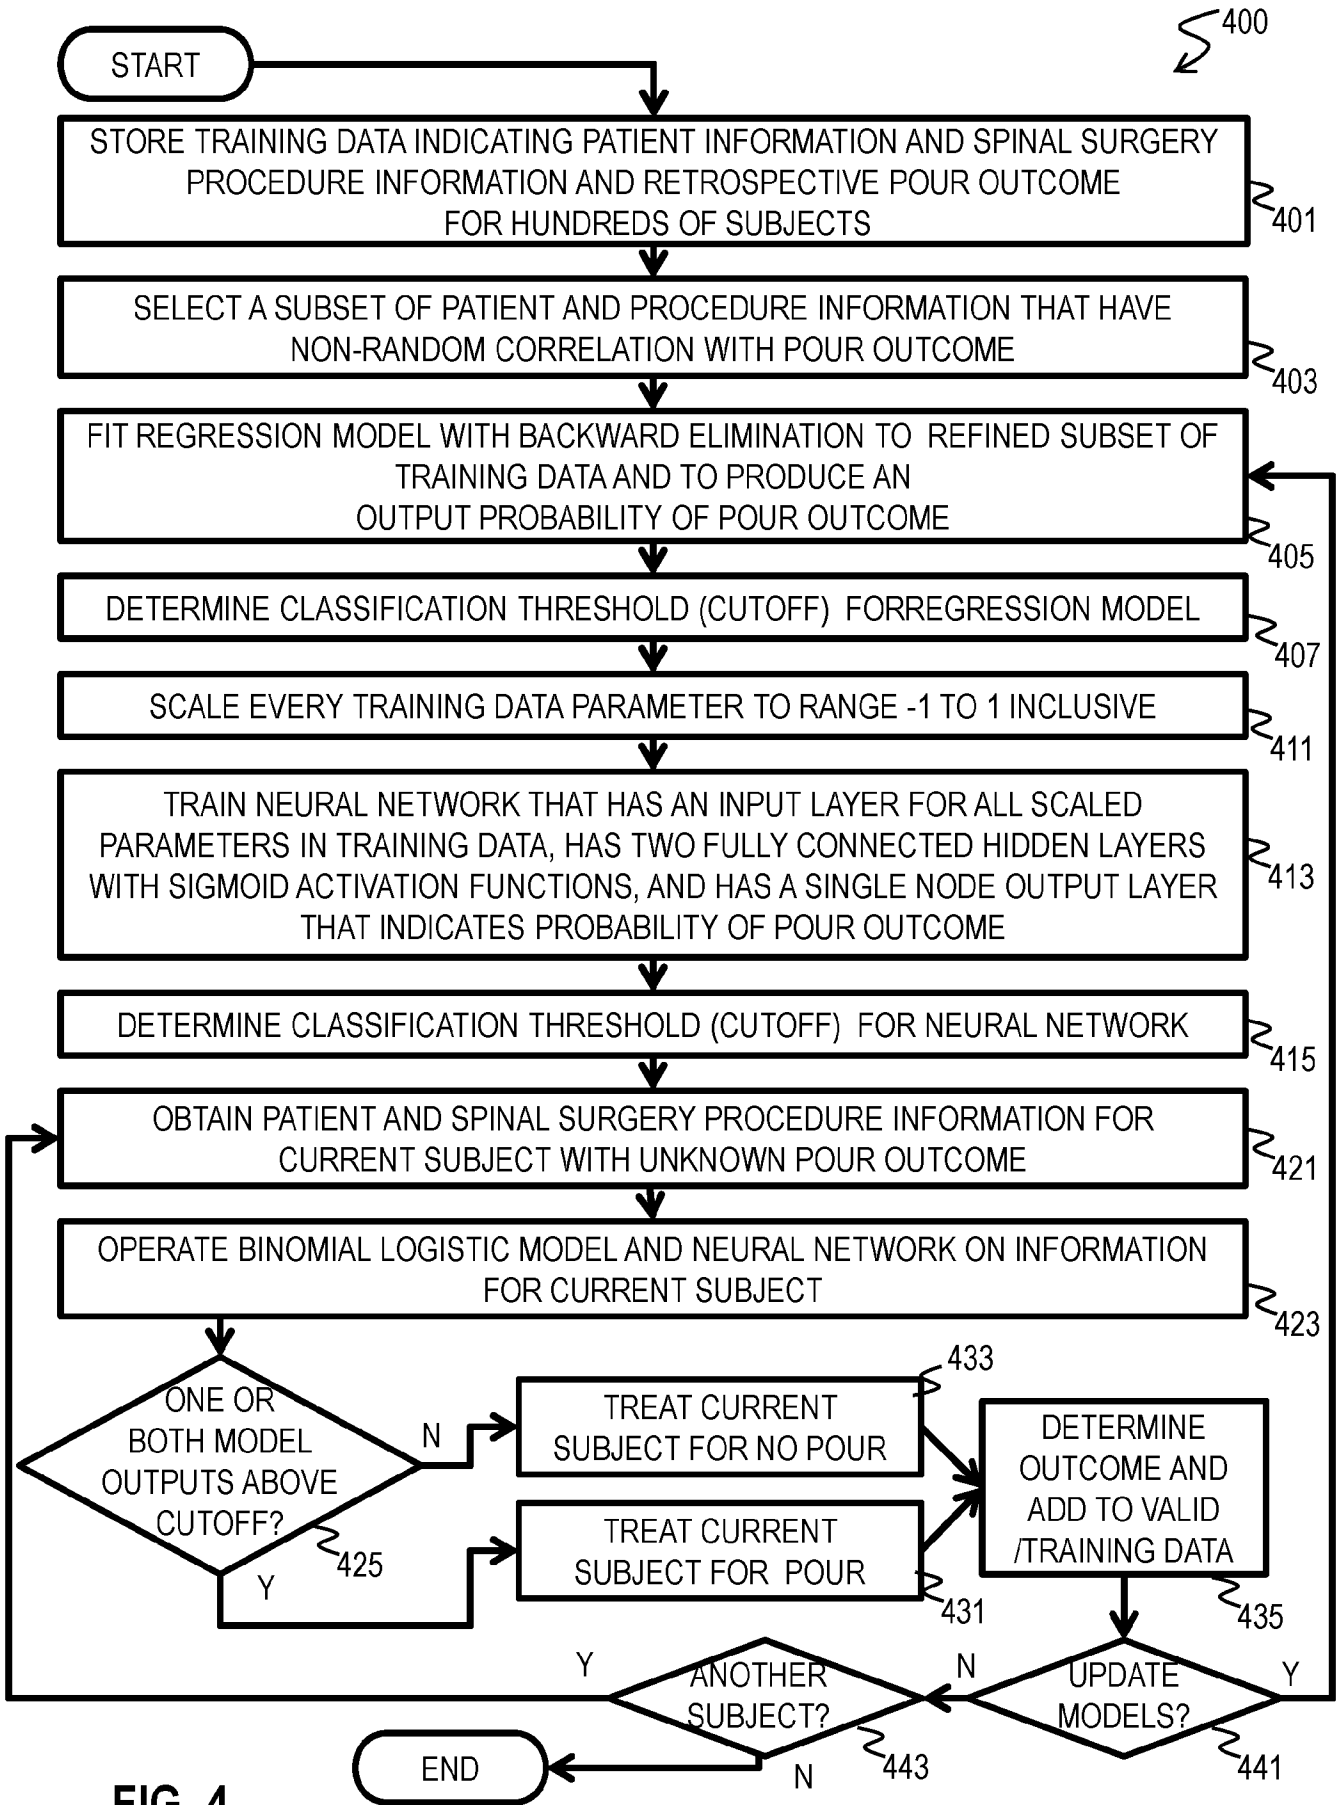 400
START
STORE TRAINING DATA INDICATING PATIENT INFORMATION AND SPINAL SURGERY
PROCEDURE INFORMATION AND RETROSPECTIVE POUR OUTCOME
FOR HUNDREDS OF SUBJECTS
401
SELECT A SUBSET OF PATIENT AND PROCEDURE INFORMATION THAT HAVE
NON-RANDOM CORRELATION WITH POUR OUTCOME
403
FIT REGRESSION MODEL WITH BACKWARD ELIMINATION TO REFINED SUBSET OF
TRAINING DATA AND TO PRODUCE AN
OUTPUT PROBABILITY OF POUR OUTCOME
405
DETERMINE CLASSIFICATION THRESHOLD (CUTOFF) FORREGRESSION MODEL
407
SCALE EVERY TRAINING DATA PARAMETER TO RANGE -1 TO 1 INCLUSIVE
411
TRAIN NEURAL NETWORK THAT HAS AN INPUT LAYER FOR ALL SCALED
PARAMETERS IN TRAINING DATA, HAS TWO FULLY CONNECTED HIDDEN LAYERS
WITH SIGMOID ACTIVATION FUNCTIONS, AND HAS A SINGLE NODE OUTPUT LAYER
THAT INDICATES PROBABILITY OF POUR OUTCOME
413
DETERMINE CLASSIFICATION THRESHOLD (CUTOFF) FOR NEURAL NETWORK
415
OBTAIN PATIENT AND SPINAL SURGERY PROCEDURE INFORMATION FOR
CURRENT SUBJECT WITH UNKNOWN POUR OUTCOME
421
OPERATE BINOMIAL LOGISTIC MODEL AND NEURAL NETWORK ON INFORMATION
FOR CURRENT SUBJECT
423
ONE OR
BOTH MODEL
OUTPUTS ABOVE
CUTOFF?
425
N
Y
TREAT CURRENT
SUBJECT FOR NO POUR
433
TREAT CURRENT
SUBJECT FOR POUR
431
DETERMINE
OUTCOME AND
ADD TO VALID
/TRAINING DATA
435
UPDATE
MODELS?
441
Y
N
ANOTHER
SUBJECT?
443
Y
N
END
FIG. 4